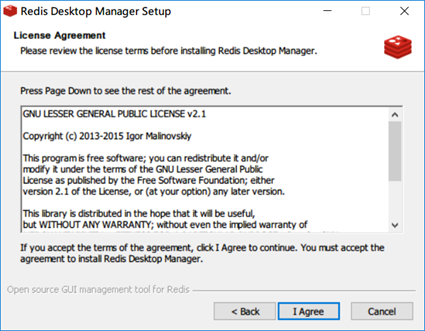 Redis Desktop Manager Setup
License Agreement
Please review the license terms before installing Redis Desktop Manager.
Press Page Down to see the rest of the agreement.
GNU LESSER GENERAL PUBLIC LICENSE v2.1
Copyright (c) 2013-2015 Igor Malinovskiy
This program is free software; you can redistribute it and/or
modify it under the terms of the GNU Lesser General Public
License as published by the Free Software Foundation; either
version 2.1 of the License, or (at your option) any later version.
This library is distributed in the hope that it will be useful,
but WITHOUT ANY WARRANTY; without even the implied warranty of
If you accept the terms of the agreement, click I Agree to continue. You must accept the
agreement to install Redis Desktop Manager.
Open source GUI management tool for Redis
< Back
I Agree
Cancel